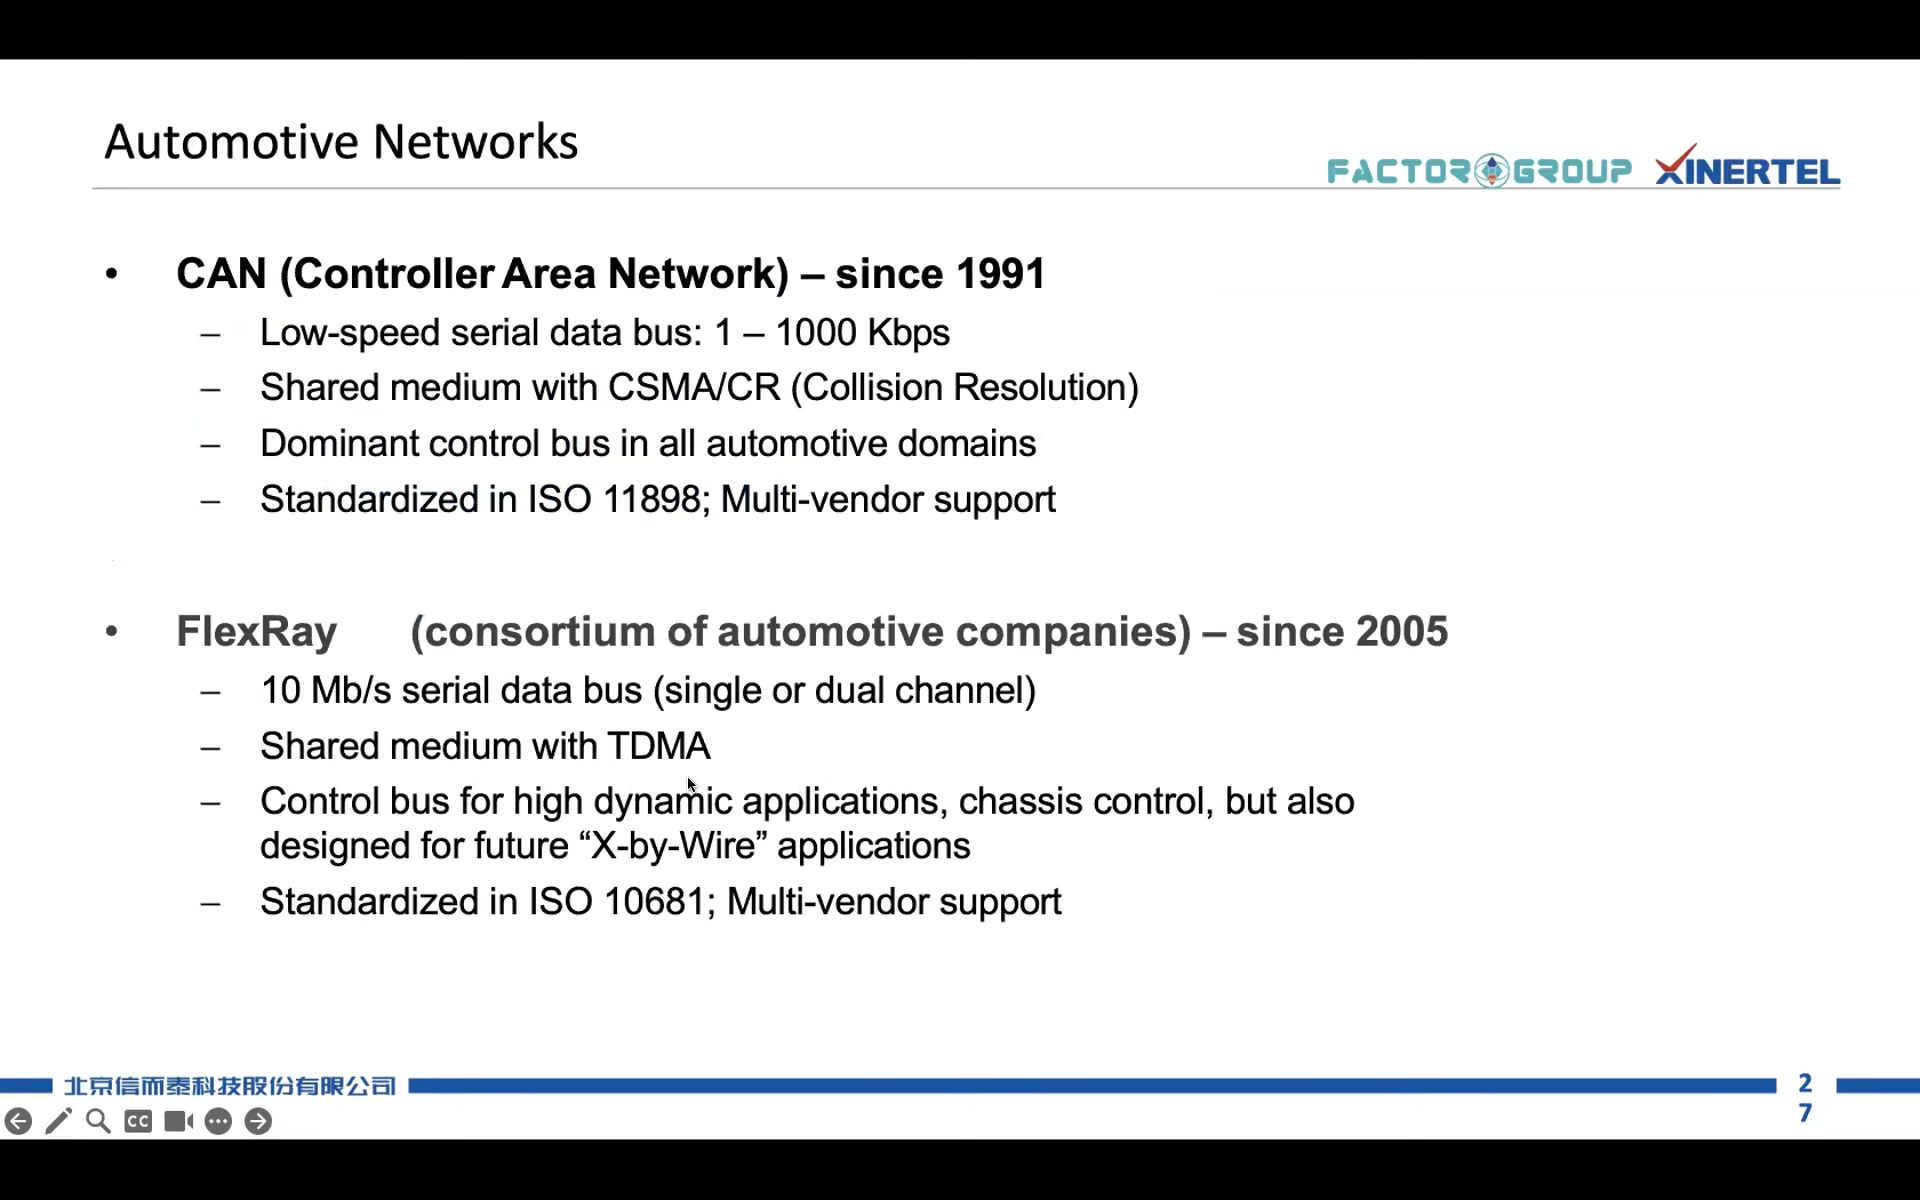 Automotive Networks
FACTOR GROUP XINERTEL
• CAN (Controller Area Network) – since 1991
– Low-speed serial data bus: 1 – 1000 Kbps
– Shared medium with CSMA/CR (Collision Resolution)
– Dominant control bus in all automotive domains
– Standardized in ISO 11898; Multi-vendor support
• FlexRay (consortium of automotive companies) – since 2005
– 10 Mb/s serial data bus (single or dual channel)
– Shared medium with TDMA
– Control bus for high dynamic applications, chassis control, but also
designed for future “X-by-Wire” applications
– Standardized in ISO 10681; Multi-vendor support
北京信而泰科技股份有限公司
2
7
CC